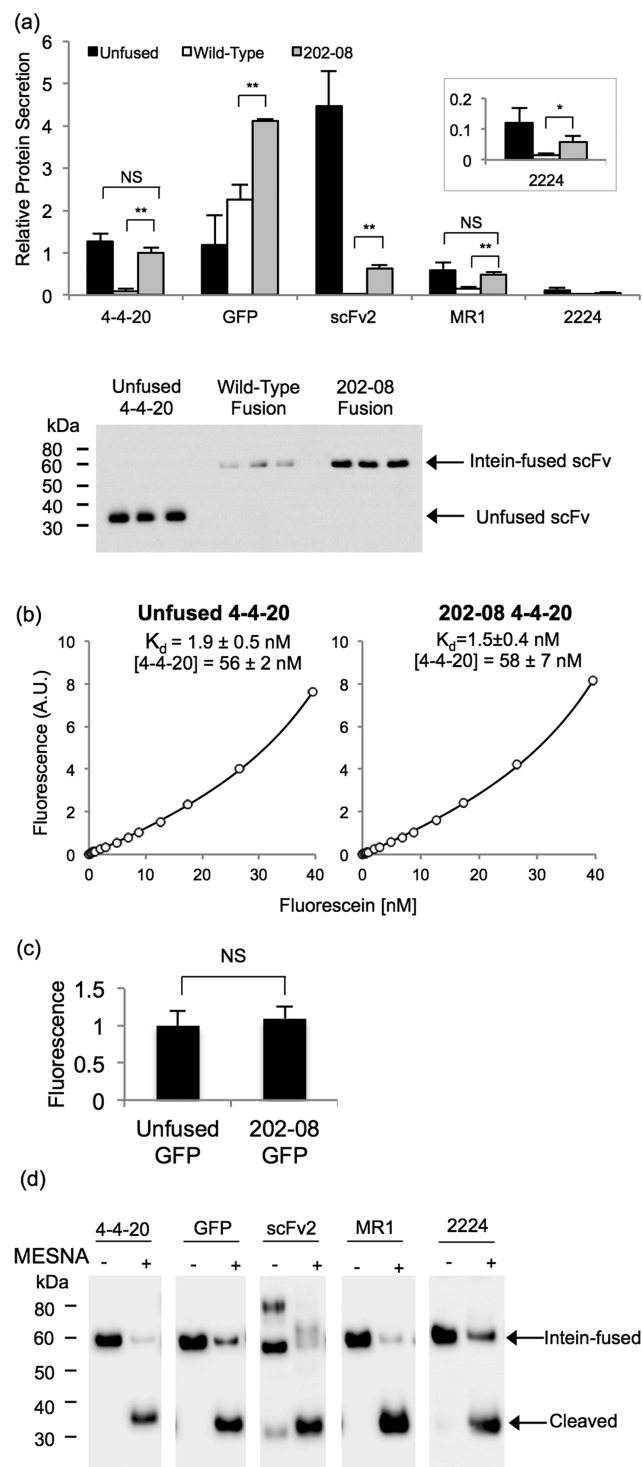 (a)
Unfused Wild-Type 202-08
Relative Protein Secretion
6
5
4
3
2
1
0
NS
**
**
**
NS
**
0.2
0.1
0
*
2224
4-4-20 GFP scFv2 MR1 2224
Unfused Wild-Type 202-08
4-4-20 Fusion Fusion
kDa
80
60
50
40
30
Intein-fused scFv
Unfused scFv
(b)
Unfused 4-4-20 202-08 4-4-20
Kd = 1.9 ± 0.5 nM Kd=1.5±0.4 nM
[4-4-20] = 56 ± 2 nM [4-4-20] = 58 ± 7 nM
Fluorescence (A.U.)
10 10
8 8
6 6
4 4
2 2
0 0
0 10 20 30 40 0 10 20 30 40
Fluorescein [nM]
(c)
NS
Fluorescence
1.5
1
0.5
0
Unfused 202-08
GFP GFP
(d)
4-4-20 GFP scFv2 MR1 2224
MESNA - + - + - + - + - +
kDa
80
60
50
40
30
Intein-fused
Cleaved